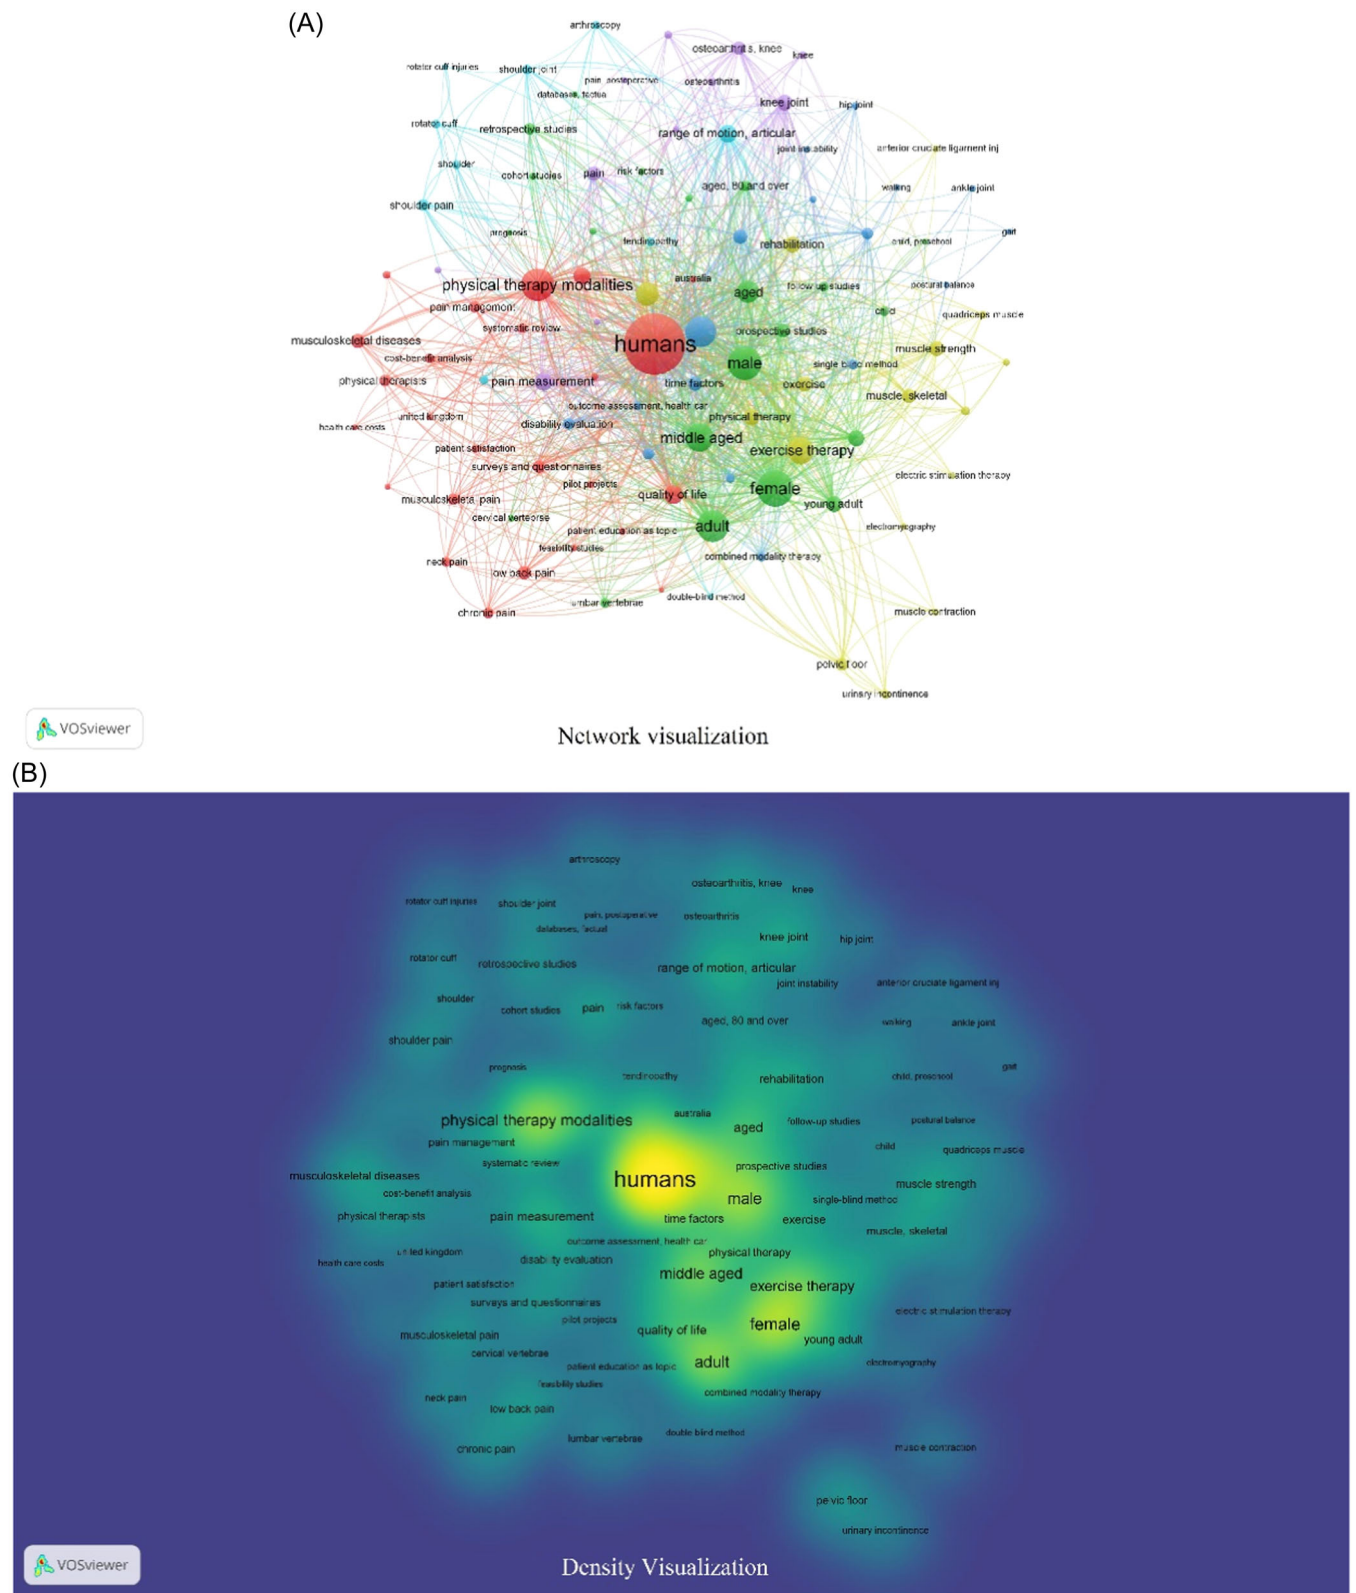 (A)
arthroscopy
osteoarthritis, knee
knee
rotator cuff injuries
shoulder joint
pain, postoperative
osteoarthritis
databases, factua
knee joint
hip joint
rotator cuff
retrospective studies
range of motion, articular
joint instability
anterior cruciate ligament inj
shoulder
cohort studies
pain
risk factors
aged, 80 and over
walking
ankle joint
shoulder pain
prognosis
tendinopathy
rehabilitation
child, preschool
gait
physical therapy modalities
australia
aged
follow-up studies
postural balance
pain management
child
quadriceps muscle
systematic review
prospective studies
musculoskeletal diseases
humans
muscle strength
cost-benefit analysis
male
single-blind method
physical therapists
pain measurement
time factors
exercise
muscle, skeletal
outcome assessment, health car
united kingdom
physical therapy
health care costs
disability evaluation
middle aged
patient satisfaction
exercise therapy
surveys and questionnaires
electric stimulation therapy
pilot projects
quality of life
female
musculoskeletal pain
young adult
cervical vertebrae
adult
electromyography
patient education as topic
feasibility studies
combined modality therapy
neck pain
low back pain
double-blind method
lumbar vertebrae
chronic pain
muscle contraction
pelvic floor
urinary incontinence
VOSviewer
Network visualization
(B)
arthroscopy
osteoarthritis, knee
knee
rotator cuff injuries
shoulder joint
pain, postoperative
osteoarthritis
databases, factual
knee joint
hip joint
rotator cuff
retrospective studies
range of motion, articular
joint instability
anterior cruciate ligament inj
shoulder
cohort studies
pain
risk factors
aged, 80 and over
walking
ankle joint
shoulder pain
prognosis
tendinopathy
rehabilitation
child, preschool
gait
physical therapy modalities
australia
aged
follow-up studies
postural balance
pain management
child
quadriceps muscle
systematic review
prospective studies
musculoskeletal diseases
humans
muscle strength
cost-benefit analysis
male
single-blind method
physical therapists
pain measurement
time factors
exercise
muscle, skeletal
outcome assessment, health car
united kingdom
physical therapy
health care costs
disability evaluation
middle aged
patient satisfaction
exercise therapy
surveys and questionnaires
electric stimulation therapy
pilot projects
quality of life
female
musculoskeletal pain
young adult
cervical vertebrae
adult
electromyography
patient education as topic
feasibility studies
combined modality therapy
neck pain
low back pain
double blind method
lumbar vertebrae
chronic pain
muscle contraction
pelvic floor
urinary incontinence
VOSviewer
Density Visualization